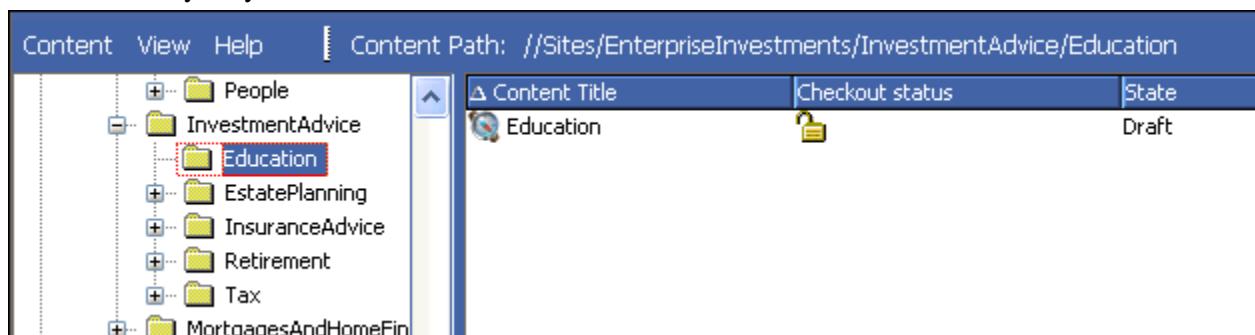 Content View Help Content Path: //Sites/EnterpriseInvestments/InvestmentAdvice/Education
People
InvestmentAdvice
Education
EstatePlanning
InsuranceAdvice
Retirement
Tax
MortgagesAndHomeFin
Content Title Checkout status State
Education Draft